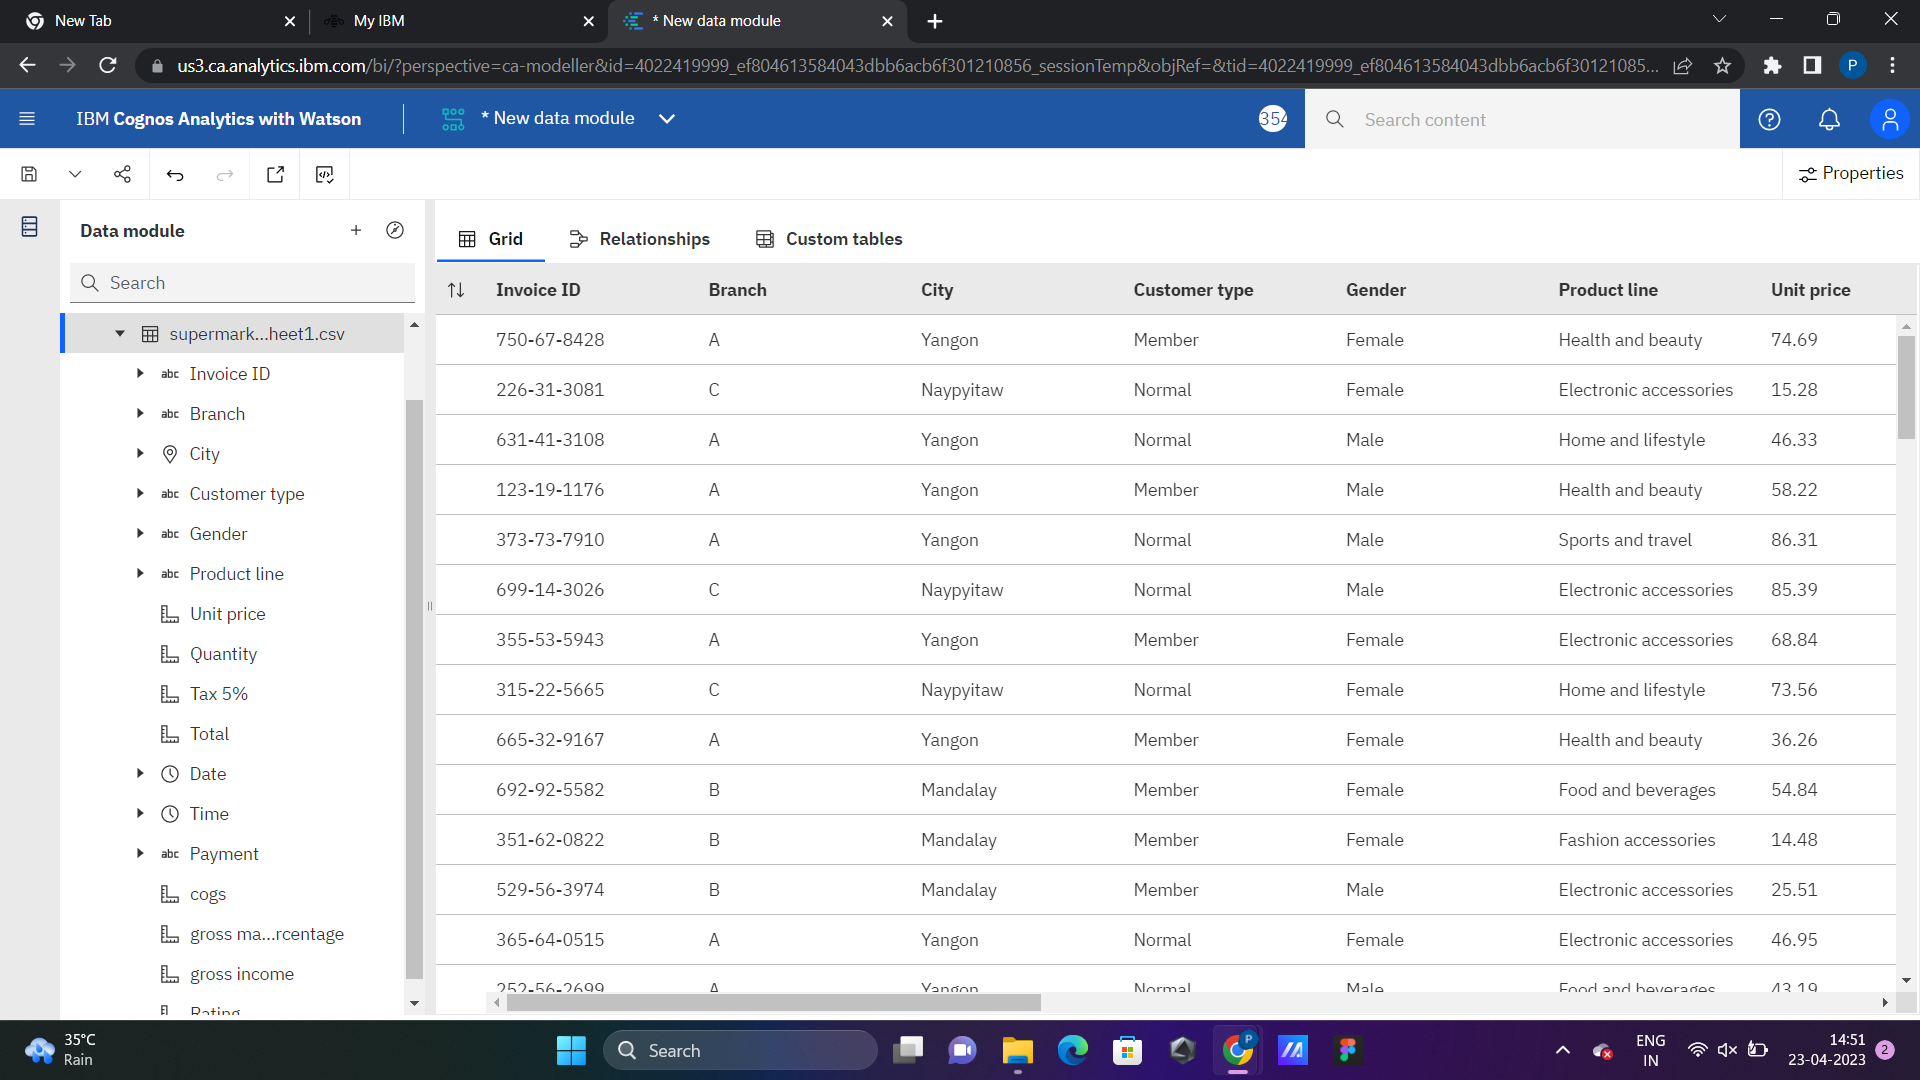 New Tab
My IBM
* New data module
us3.ca.analytics.ibm.com/bi/?perspective=ca-modeller&id=4022419999_ef804613584043dbb6acb6f301210856_sessionTemp&objRef=&tid=4022419999_ef804613584043dbb6acb6f30121085...
P
IBM Cognos Analytics with Watson
* New data module
354
Search content
Properties
Data module
Search
supermark...heet1.csv
abc Invoice ID
abc Branch
City
abc Customer type
abc Gender
abc Product line
Unit price
Quantity
Tax 5%
Total
Date
Time
abc Payment
cogs
gross ma...rcentage
gross income
Rating
Grid
Relationships
Custom tables
Invoice ID Branch City Customer type Gender Product line Unit price
750-67-8428 A Yangon Member Female Health and beauty 74.69
226-31-3081 C Naypyitaw Normal Female Electronic accessories 15.28
631-41-3108 A Yangon Normal Male Home and lifestyle 46.33
123-19-1176 A Yangon Member Male Health and beauty 58.22
373-73-7910 A Yangon Normal Male Sports and travel 86.31
699-14-3026 C Naypyitaw Normal Male Electronic accessories 85.39
355-53-5943 A Yangon Member Female Electronic accessories 68.84
315-22-5665 C Naypyitaw Normal Female Home and lifestyle 73.56
665-32-9167 A Yangon Member Female Health and beauty 36.26
692-92-5582 B Mandalay Member Female Food and beverages 54.84
351-62-0822 B Mandalay Member Female Fashion accessories 14.48
529-56-3974 B Mandalay Member Male Electronic accessories 25.51
365-64-0515 A Yangon Normal Female Electronic accessories 46.95
252-56-2699 A Yangon Normal Male Food and beverages 43.19
35°C
Rain
Search
P
ENG
IN
14:51
23-04-2023
2